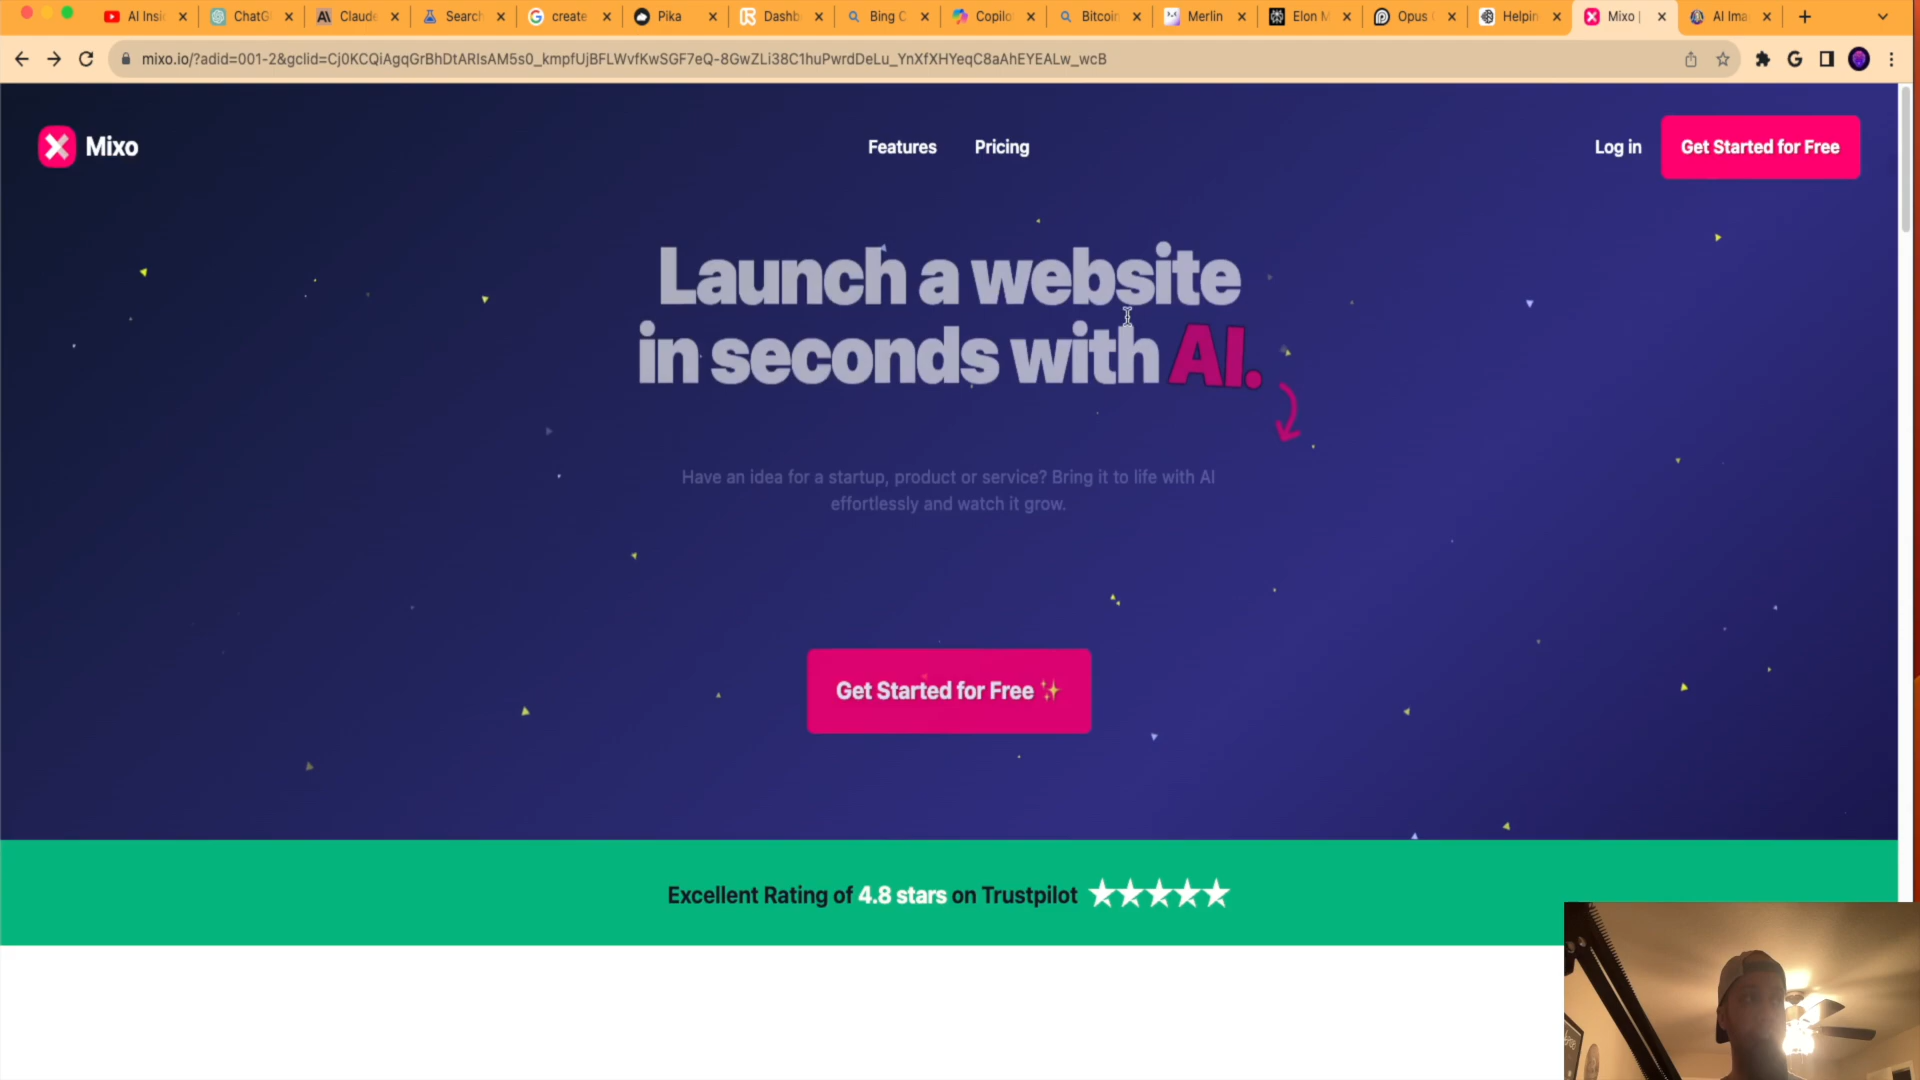 AI Insi
ChatG
Claude
Search
create
Pika
Dashb
Bing C
Copilo
Bitcoin
Merlin
Elon M
Opus
Helpin
Mixo |
AI Ima
mixo.io/?adid=001-2&gclid=Cj0KCQiAgqGrBhDtARIsAM5s0_kmpfUjBFLWvfKwSGF7eQ-8GwZLi38C1huPwrdDeLu_YnXfXHYeqC8aAhEYEALw_wcB
Mixo
Features
Pricing
Log in
Get Started for Free
Launch a website
in seconds with AI.
Have an idea for a startup, product or service? Bring it to life with AI
effortlessly and watch it grow.
Get Started for Free ✨
Excellent Rating of 4.8 stars on Trustpilot